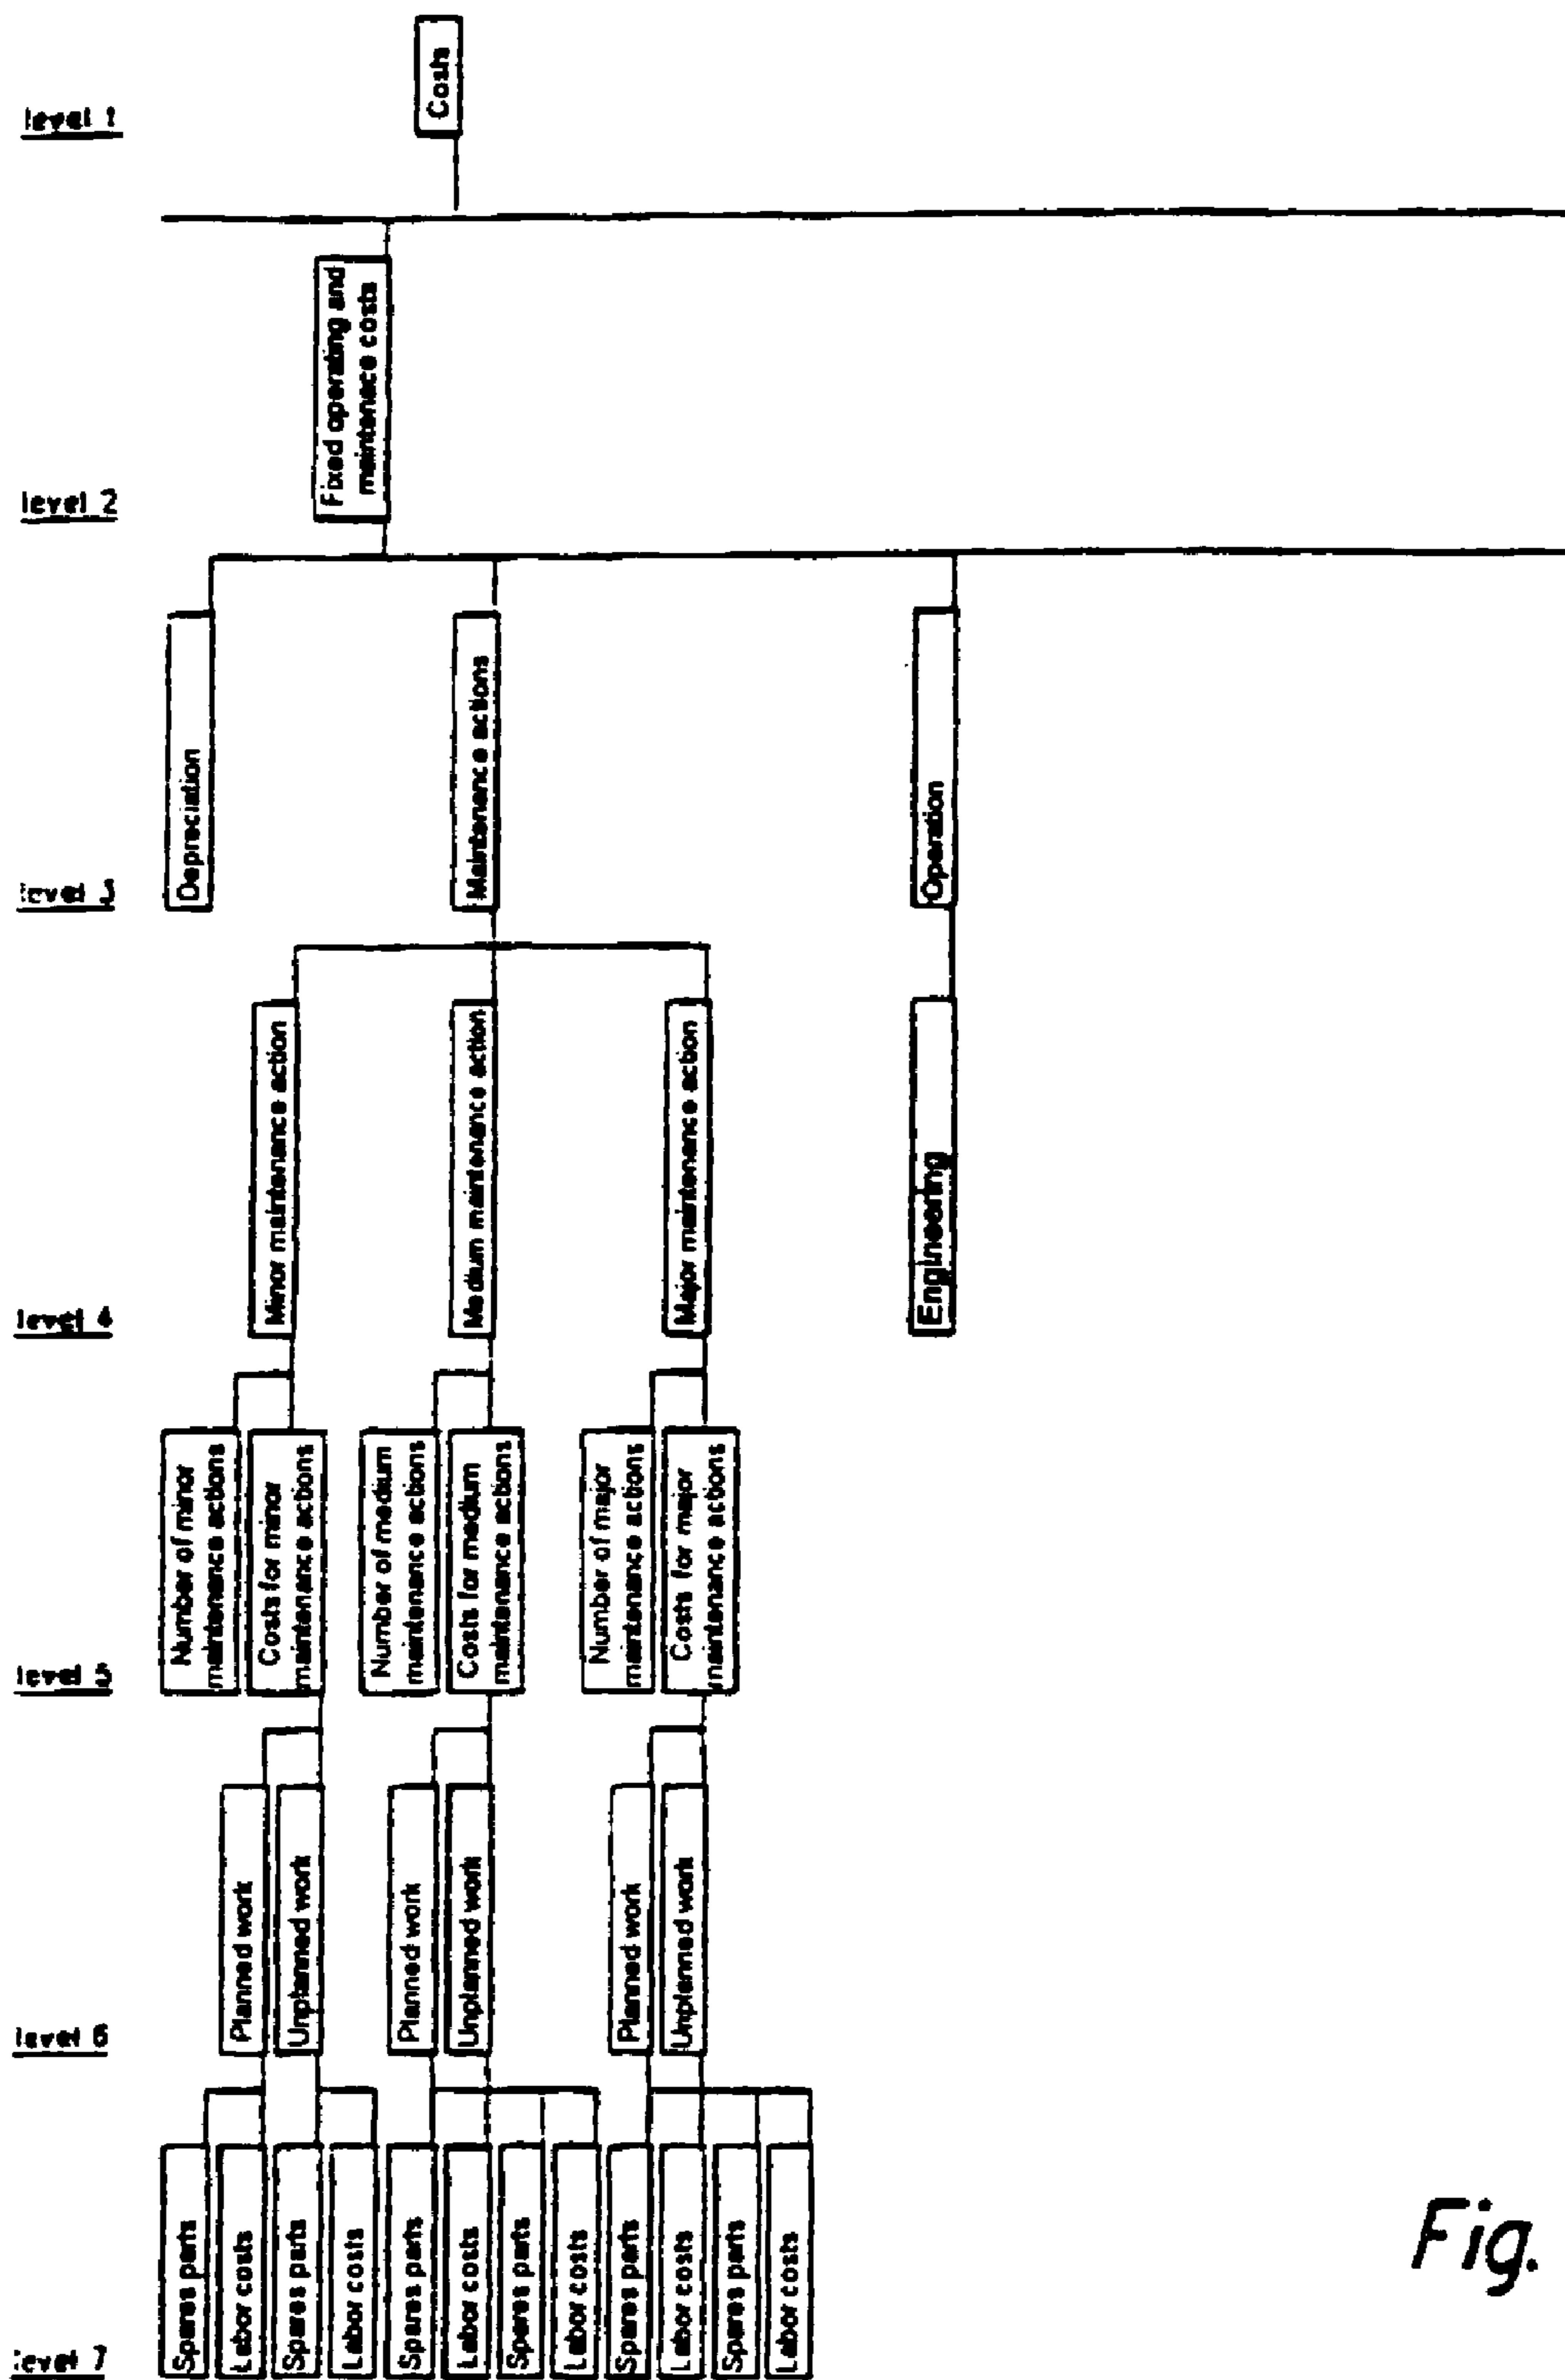 level 1
Costs
level 2
Fixed operating and
maintenece costs
level 3
Depreciation
Maintenence actions
Operation
level 4
Minor maintenance action
Medium maintenance action
Major maintenance action
Engineering
level 5
Number of minor
maintenance actions
Costs for minor
maintenance actions
Number of medium
maintenance actions
Costs for medium
maintenance actions
Number of major
maintenance actions
Costs for major
maintenance actions
level 6
Planned work
Unplanned work
Planned work
Unplanned work
Planned work
Unplanned work
level 7
Spares parts
Labor costs
Spares parts
Labor costs
Spares parts
Labor costs
Spares parts
Labor costs
Spares parts
Labor costs
Spares parts
Labor costs
Fig.